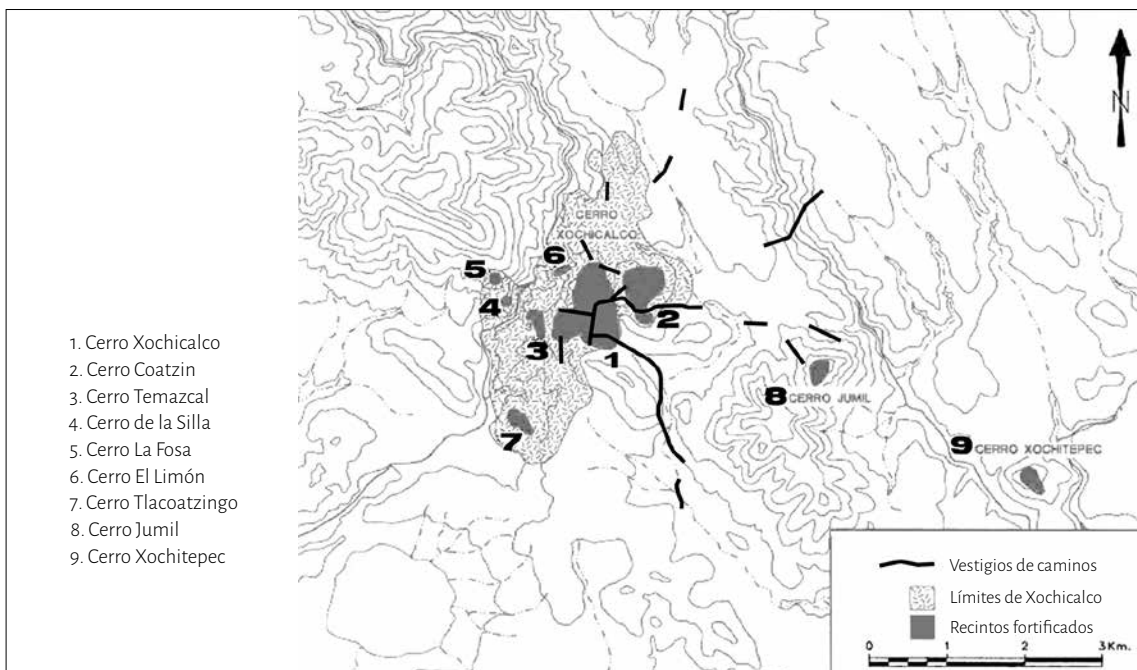 1. Cerro Xochicalco
2. Cerro Coatzin
3. Cerro Temazcal
4. Cerro de la Silla
5. Cerro La Fosa
6. Cerro El Limón
7. Cerro Tlacoatzingo
8. Cerro Jumil
9. Cerro Xochitepec
N
CERRO
XOCHICALCO
6
5
4
2
3
1
8 CERRO JUMIL
7
9 CERRO XOCHITEPEC
Vestigios de caminos
Límites de Xochicalco
Recintos fortificados
0 1 2 3 Km.